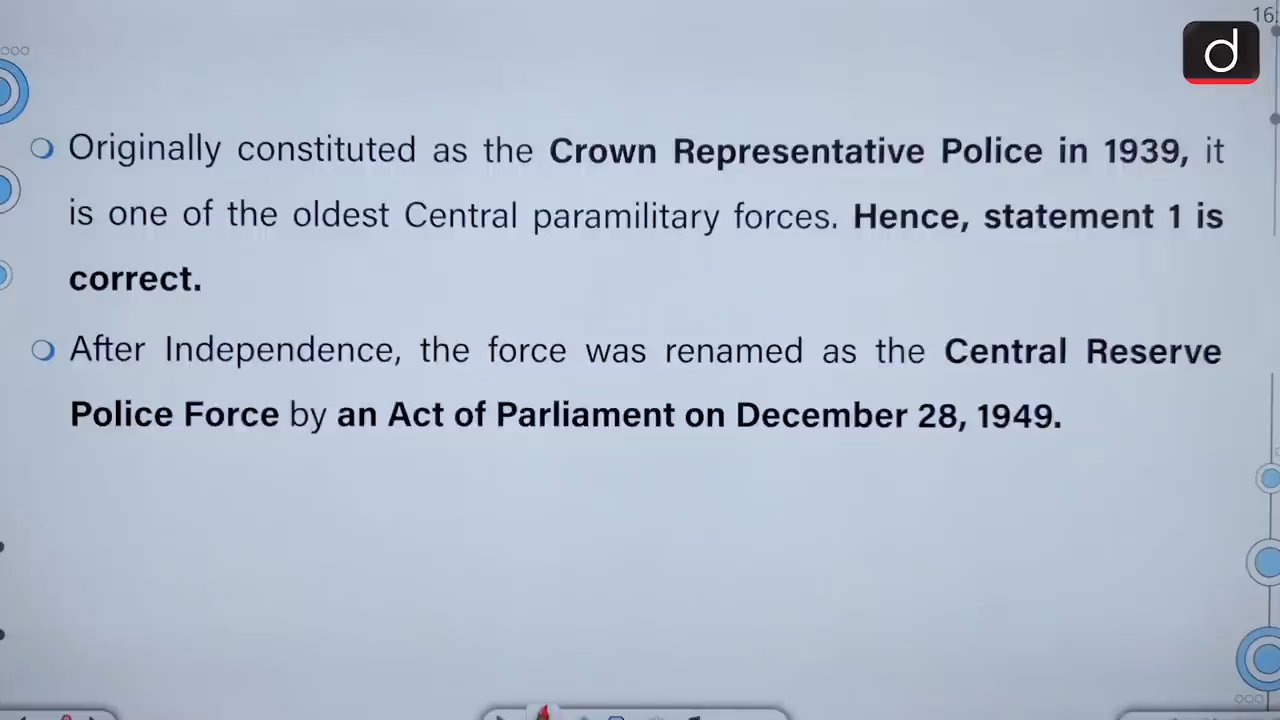 16
d
Originally constituted as the Crown Representative Police in 1939, it
is one of the oldest Central paramilitary forces. Hence, statement 1 is
correct.
After Independence, the force was renamed as the Central Reserve
Police Force by an Act of Parliament on December 28, 1949.